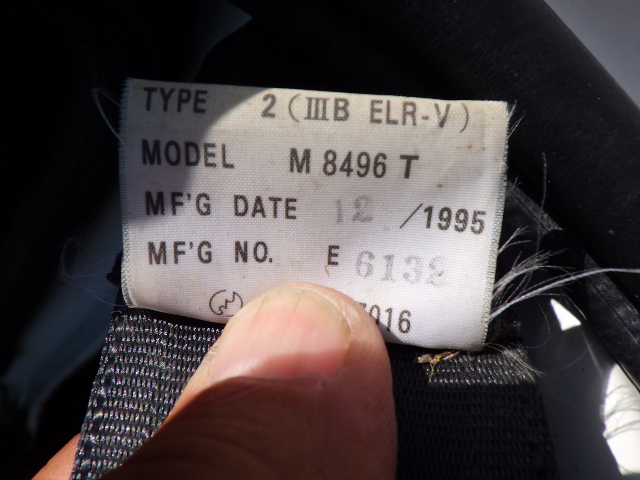 TYPE 2 (ⅢB ELR-V)
MODEL M 8496 T
MF'G DATE 12 /1995
MF'G NO. E 6132
7016